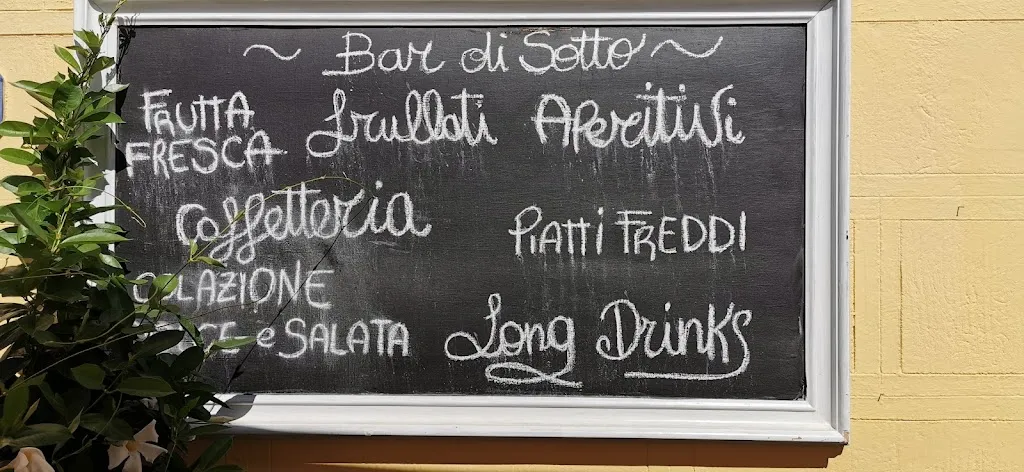 ~ Bar di Sotto ~
FRUTTA FRESCA
frullati
APeritiVi
Caffetteria
PiATTi FREDDI
COLAZIONE
e SALATA
Long Drinks